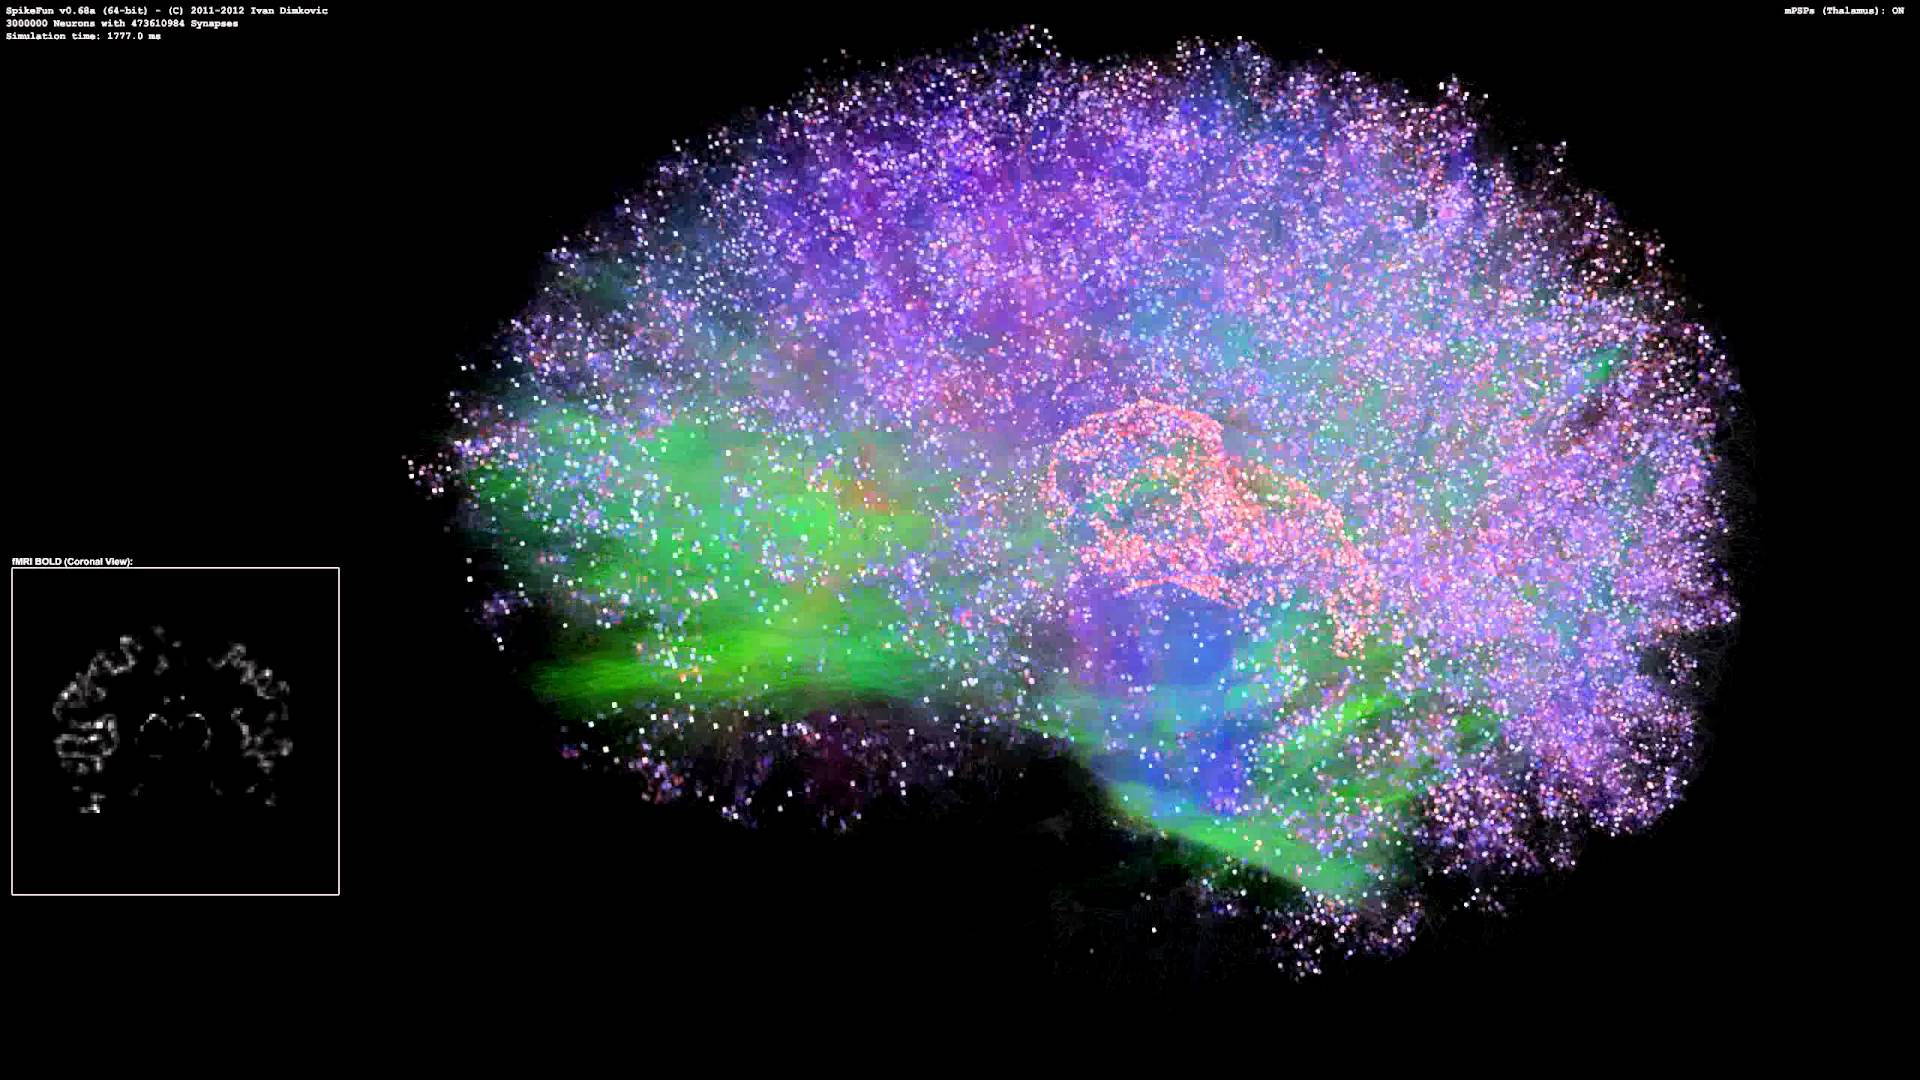 SpikeFun v0.68a (64-bit) - (C) 2011-2012 Ivan Dimkovic
3000000 Neurons with 473610984 Synapses
Simulation time: 1777.0 ms
mPSPs (Thalamus): ON
fMRI BOLD (Coronal View):